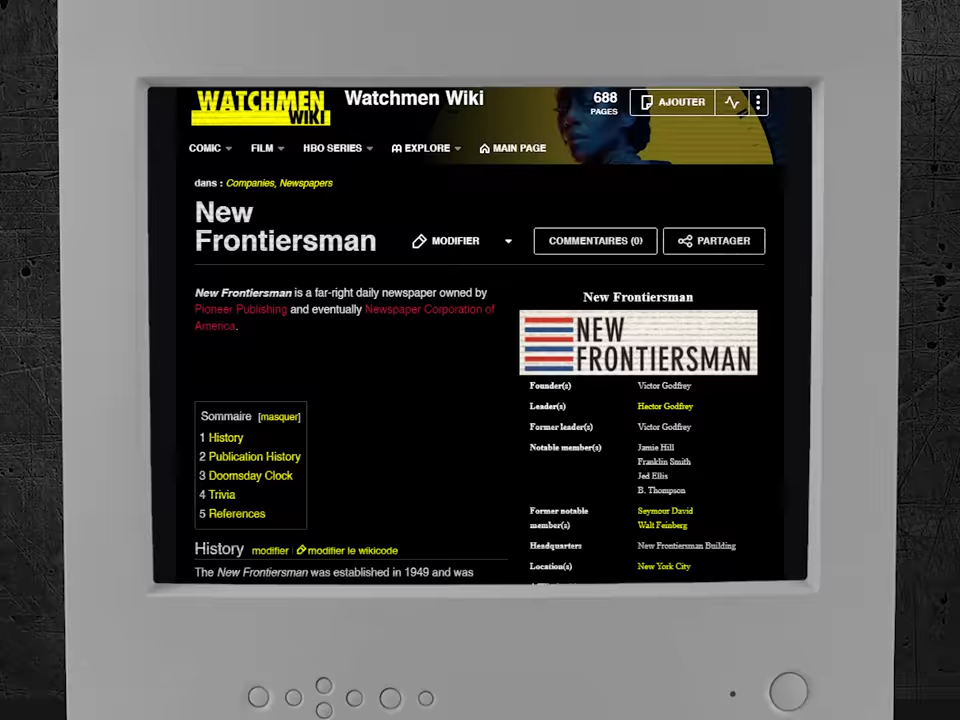 WATCHMEN
WIKI
Watchmen Wiki
688
PAGES
AJOUTER
COMIC
FILM
HBO SERIES
EXPLORE
MAIN PAGE
dans : Companies, Newspapers
New
Frontiersman
MODIFIER
COMMENTAIRES (0)
PARTAGER
New Frontiersman is a far-right daily newspaper owned by
Pioneer Publishing and eventually Newspaper Corporation of
America.
Sommaire [masquer]
1 History
2 Publication History
3 Doomsday Clock
4 Trivia
5 References
History modifier modifier le wikicode
The New Frontiersman was established in 1949 and was
New Frontiersman
NEW
FRONTIERSMAN
Founder(s) Victor Godfrey
Leader(s) Hector Godfrey
Former leader(s) Victor Godfrey
Notable member(s) Jamie Hill
Franklin Smith
Jed Ellis
B. Thompson
Former notable Seymour David
member(s) Walt Feinberg
Headquarters New Frontiersman Building
Location(s) New York City